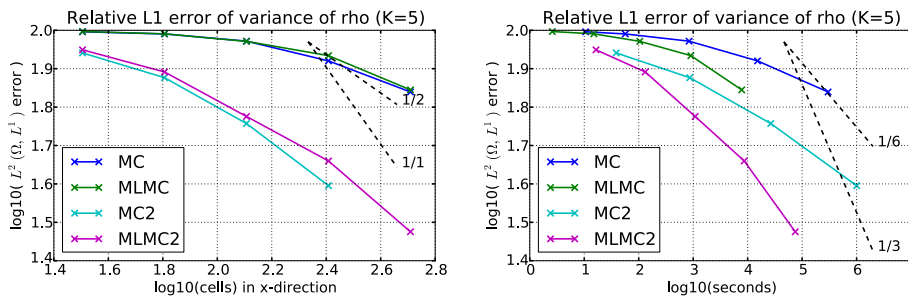 Relative L1 error of variance of rho (K=5)
log10( L² (Ω, L¹) error)
2.0
1.9
1.8
1.7
1.6
1.5
1.4
1/2
1/1
MC
MLMC
MC2
MLMC2
1.4 1.6 1.8 2.0 2.2 2.4 2.6 2.8
log10(cells) in x-direction
Relative L1 error of variance of rho (K=5)
log10( L² (Ω, L¹) error)
2.0
1.9
1.8
1.7
1.6
1.5
1.4
1/6
1/3
MC
MLMC
MC2
MLMC2
0 1 2 3 4 5 6
log10(seconds)